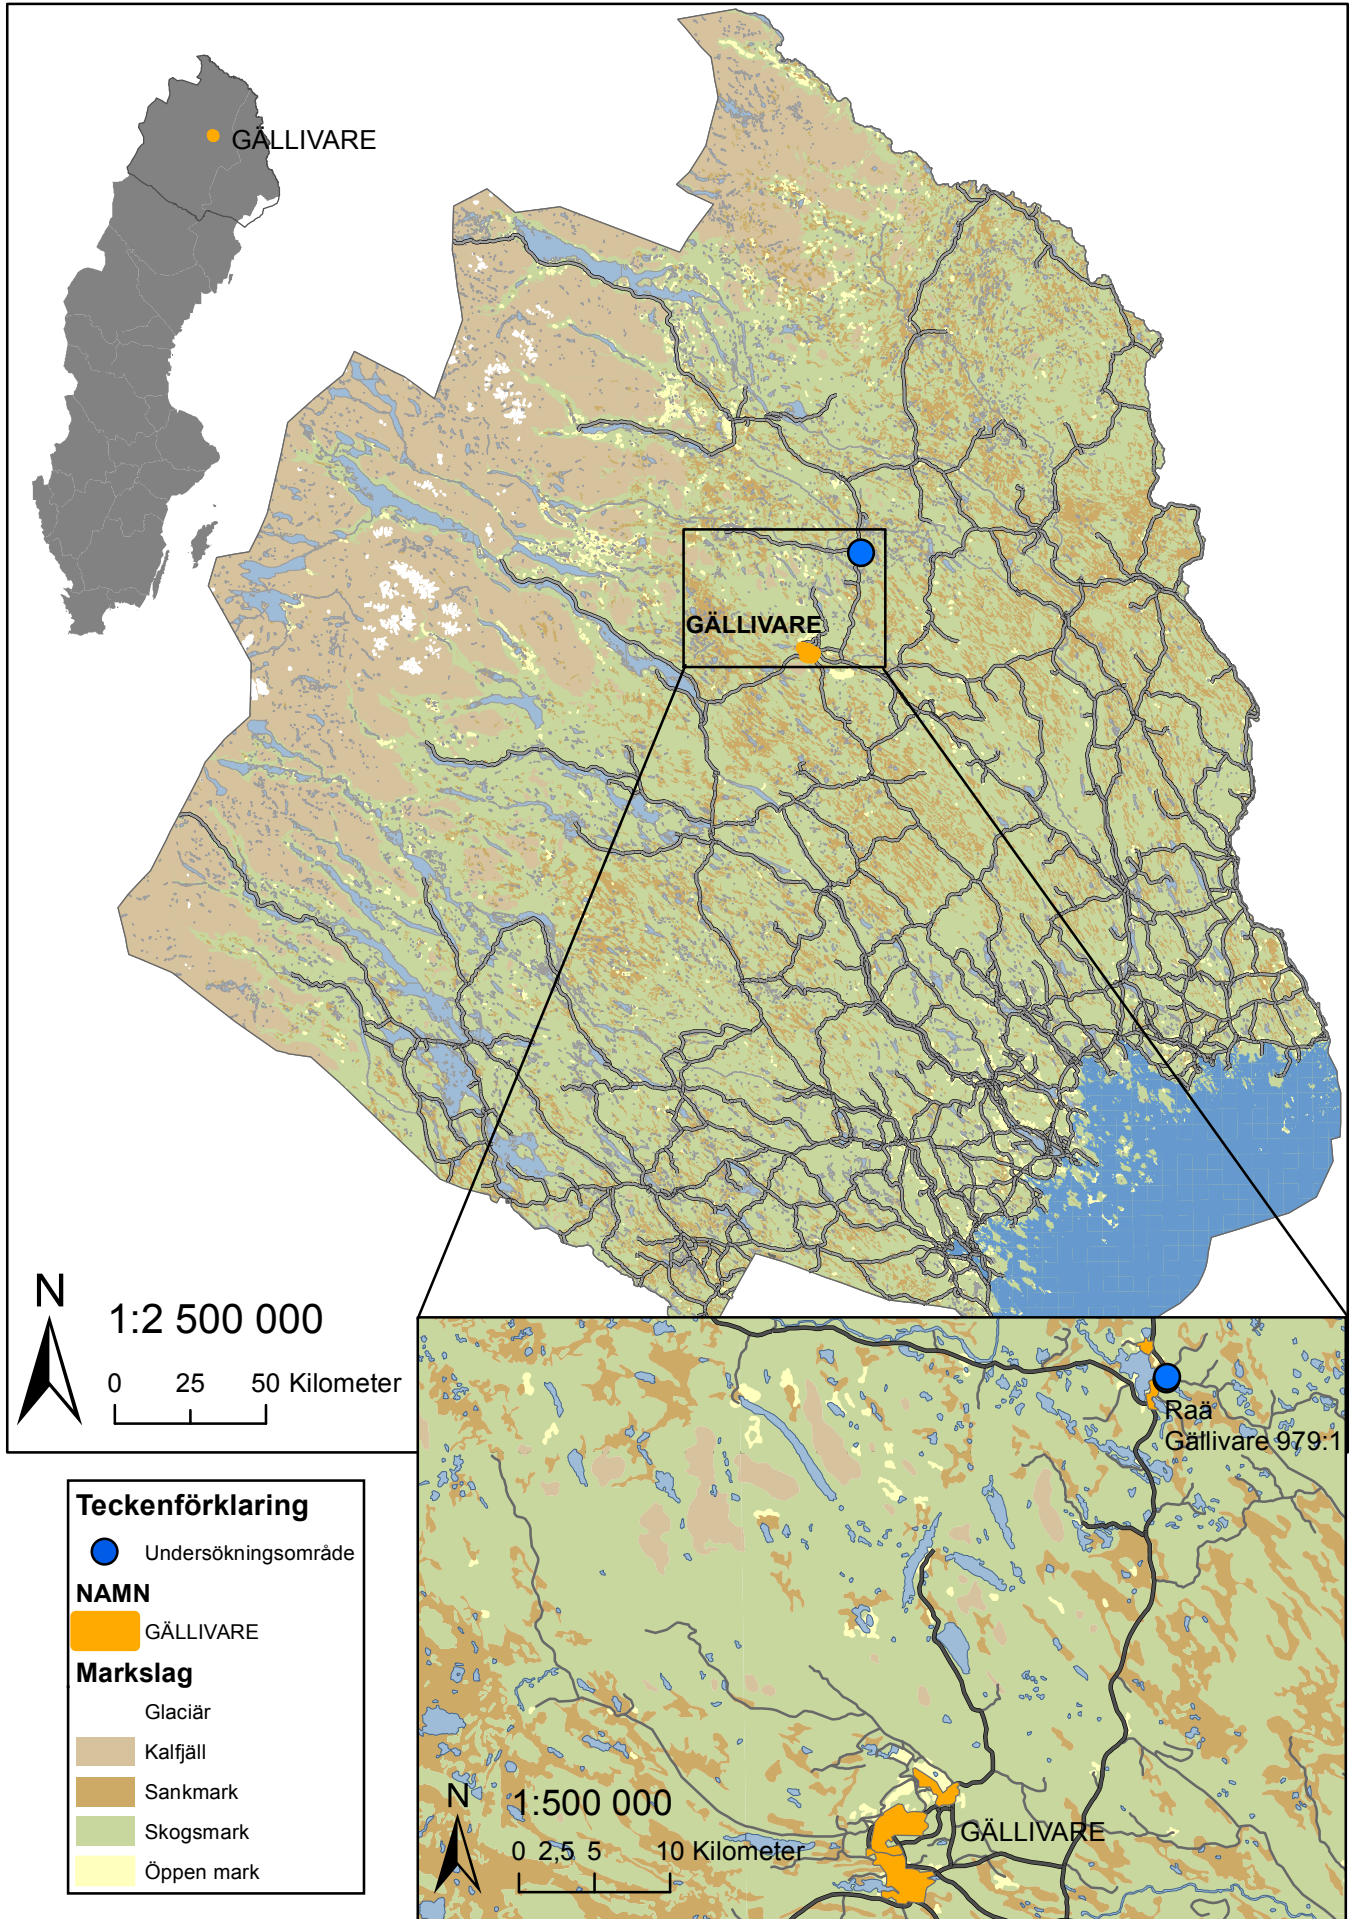 GÄLLIVARE
GÄLLIVARE
N
1:2 500 000
0 25 50 Kilometer
Raä
Gällivare 979:1
Teckenförklaring
Undersökningsområde
NAMN
GÄLLIVARE
Markslag
Glaciär
Kalfjäll
Sankmark
Skogsmark
Öppen mark
N
1:500 000
0 2,5 5 10 Kilometer
GÄLLIVARE